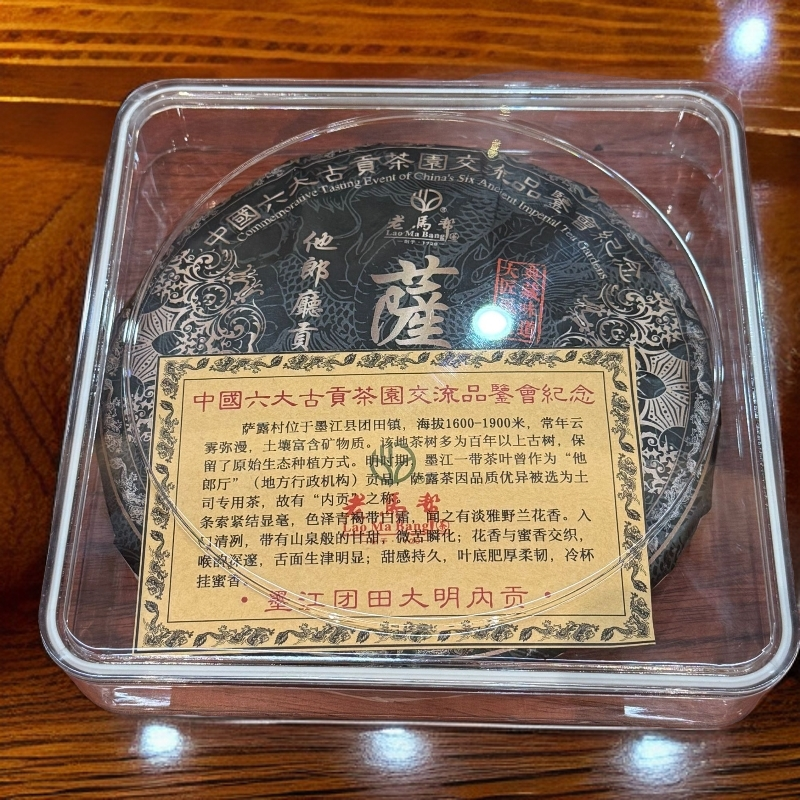 中國六大古貢茶園交流品鑒會紀念
Commemorative Tasting Event of China's Six Ancient Imperial Tea Gardens
老馬幫
Lao Ma Bang
他郎廳貢
薩
中國六大古貢茶園交流品鑒會紀念
萨露村位于墨江县团田镇，海拔1600-1900米，常年云
雾弥漫，土壤富含矿物质。该地茶树多为百年以上古树，保
留了原始生态种植方式。明时期，墨江一带茶叶曾作为“他
郎厅”（地方行政机构）贡品，萨露茶因品质优异被选为土
司专用茶，故有“内贡”之称。
老馬幫
Lao Ma Bang
条索紧结显毫，色泽青褐带白霜，闻之有淡雅野兰花香。入
口清冽，带有山泉般的甘甜，微苦瞬化；花香与蜜香交织，
喉韵深邃，舌面生津明显；甜感持久，叶底肥厚柔韧，冷杯
挂蜜香。
·墨江团田大明內贡·